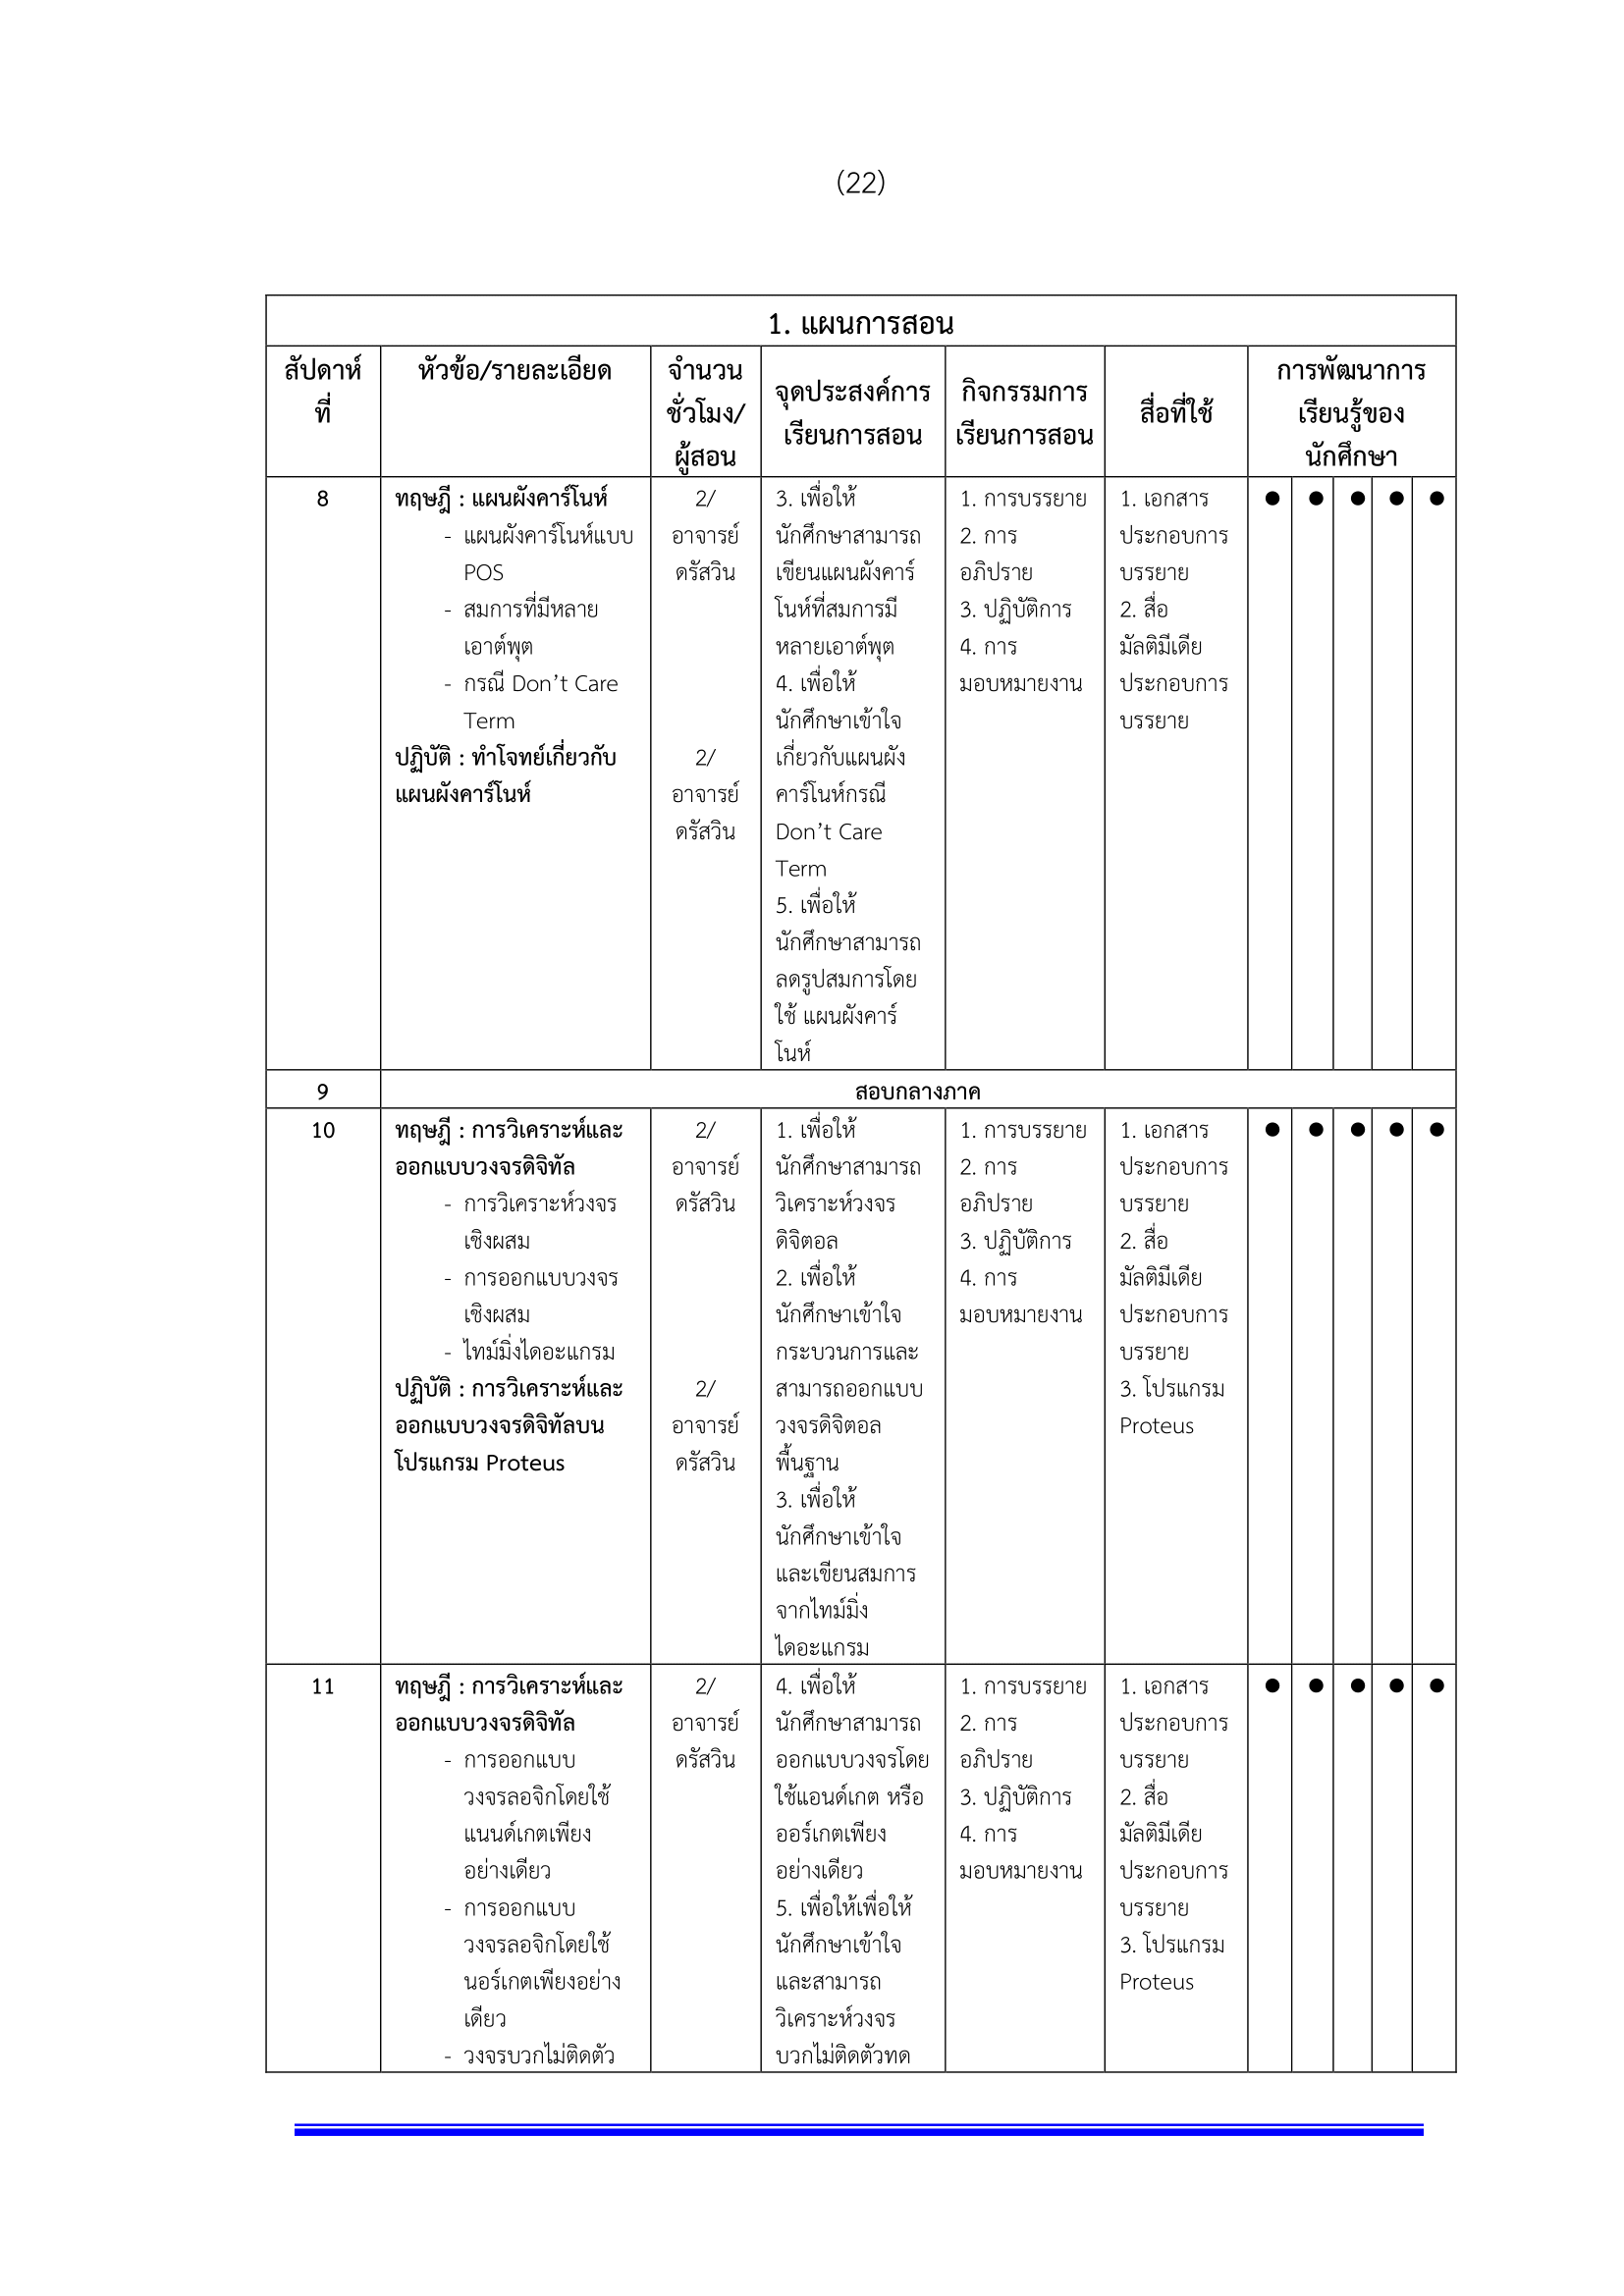 (22)
1. แผนการสอน
สัปดาห์
ที่
หัวข้อ/รายละเอียด
จำนวน
ชั่วโมง/
ผู้สอน
จุดประสงค์การ
เรียนการสอน
กิจกรรมการ
เรียนการสอน
สื่อที่ใช้
การพัฒนาการ
เรียนรู้ของ
นักศึกษา
8
ทฤษฎี : แผนผังคาร์โนห์
- แผนผังคาร์โนห์แบบ
POS
- สมการที่มีหลาย
เอาต์พุต
- กรณี Don’t Care
Term
ปฏิบัติ : ทำโจทย์เกี่ยวกับ
แผนผังคาร์โนห์
2/
อาจารย์
ดรัสวิน
2/
อาจารย์
ดรัสวิน
3. เพื่อให้
นักศึกษาสามารถ
เขียนแผนผังคาร์
โนห์ที่สมการมี
หลายเอาต์พุต
4. เพื่อให้
นักศึกษาเข้าใจ
เกี่ยวกับแผนผัง
คาร์โนห์กรณี
Don’t Care
Term
5. เพื่อให้
นักศึกษาสามารถ
ลดรูปสมการโดย
ใช้ แผนผังคาร์
โนห์
1. การบรรยาย
2. การ
อภิปราย
3. ปฏิบัติการ
4. การ
มอบหมายงาน
1. เอกสาร
ประกอบการ
บรรยาย
2. สื่อ
มัลติมีเดีย
ประกอบการ
บรรยาย
● ● ● ● ●
9
สอบกลางภาค
10
ทฤษฎี : การวิเคราะห์และ
ออกแบบวงจรดิจิทัล
- การวิเคราะห์วงจร
เชิงผสม
- การออกแบบวงจร
เชิงผสม
- ไทม์มิ่งไดอะแกรม
ปฏิบัติ : การวิเคราะห์และ
ออกแบบวงจรดิจิทัลบน
โปรแกรม Proteus
2/
อาจารย์
ดรัสวิน
2/
อาจารย์
ดรัสวิน
1. เพื่อให้
นักศึกษาสามารถ
วิเคราะห์วงจร
ดิจิตอล
2. เพื่อให้
นักศึกษาเข้าใจ
กระบวนการและ
สามารถออกแบบ
วงจรดิจิตอล
พื้นฐาน
3. เพื่อให้
นักศึกษาเข้าใจ
และเขียนสมการ
จากไทม์มิ่ง
ไดอะแกรม
1. การบรรยาย
2. การ
อภิปราย
3. ปฏิบัติการ
4. การ
มอบหมายงาน
1. เอกสาร
ประกอบการ
บรรยาย
2. สื่อ
มัลติมีเดีย
ประกอบการ
บรรยาย
3. โปรแกรม
Proteus
● ● ● ● ●
11
ทฤษฎี : การวิเคราะห์และ
ออกแบบวงจรดิจิทัล
- การออกแบบ
วงจรลอจิกโดยใช้
แนนด์เกตเพียง
อย่างเดียว
- การออกแบบ
วงจรลอจิกโดยใช้
นอร์เกตเพียงอย่าง
เดียว
- วงจรบวกไม่ติดตัว
2/
อาจารย์
ดรัสวิน
4. เพื่อให้
นักศึกษาสามารถ
ออกแบบวงจรโดย
ใช้แอนด์เกต หรือ
ออร์เกตเพียง
อย่างเดียว
5. เพื่อให้เพื่อให้
นักศึกษาเข้าใจ
และสามารถ
วิเคราะห์วงจร
บวกไม่ติดตัวทด
1. การบรรยาย
2. การ
อภิปราย
3. ปฏิบัติการ
4. การ
มอบหมายงาน
1. เอกสาร
ประกอบการ
บรรยาย
2. สื่อ
มัลติมีเดีย
ประกอบการ
บรรยาย
3. โปรแกรม
Proteus
● ● ● ● ●